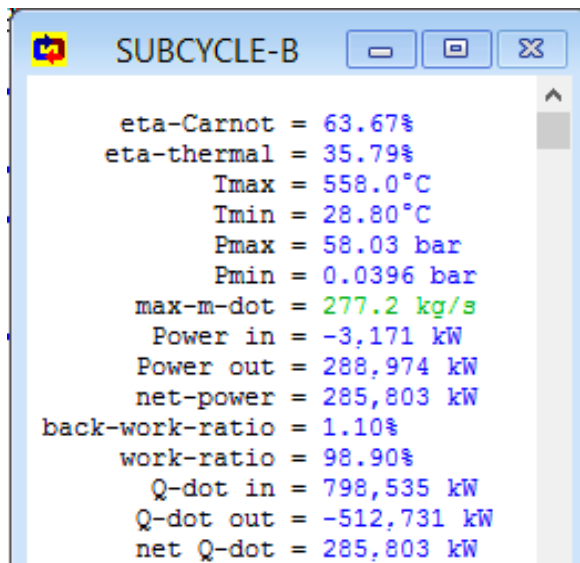 SUBCYCLE-B
eta-Carnot = 63.67%
eta-thermal = 35.79%
Tmax = 558.0°C
Tmin = 28.80°C
Pmax = 58.03 bar
Pmin = 0.0396 bar
max-m-dot = 277.2 kg/s
Power in = -3,171 kW
Power out = 288,974 kW
net-power = 285,803 kW
back-work-ratio = 1.10%
work-ratio = 98.90%
Q-dot in = 798,535 kW
Q-dot out = -512,731 kW
net Q-dot = 285,803 kW